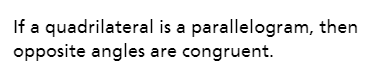 If a quadrilateral is a parallelogram, then
opposite angles are congruent.